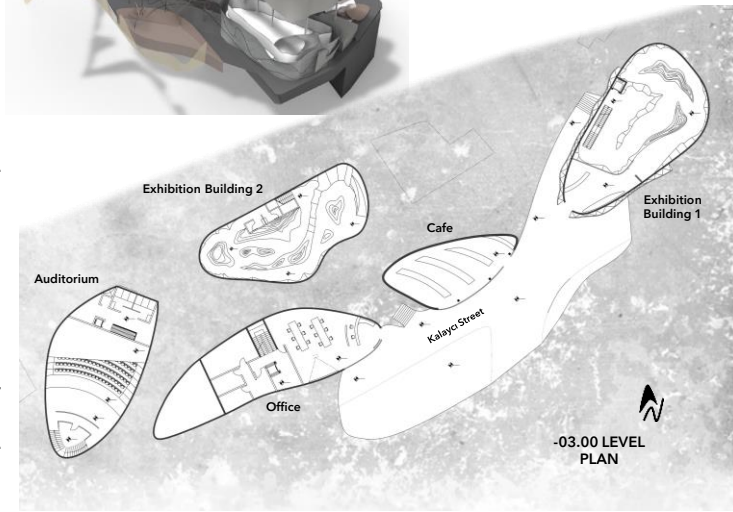 Exhibition Building 2
Exhibition
Building 1
Cafe
Auditorium
Kalaycı Street
Office
N
-03.00 LEVEL
PLAN